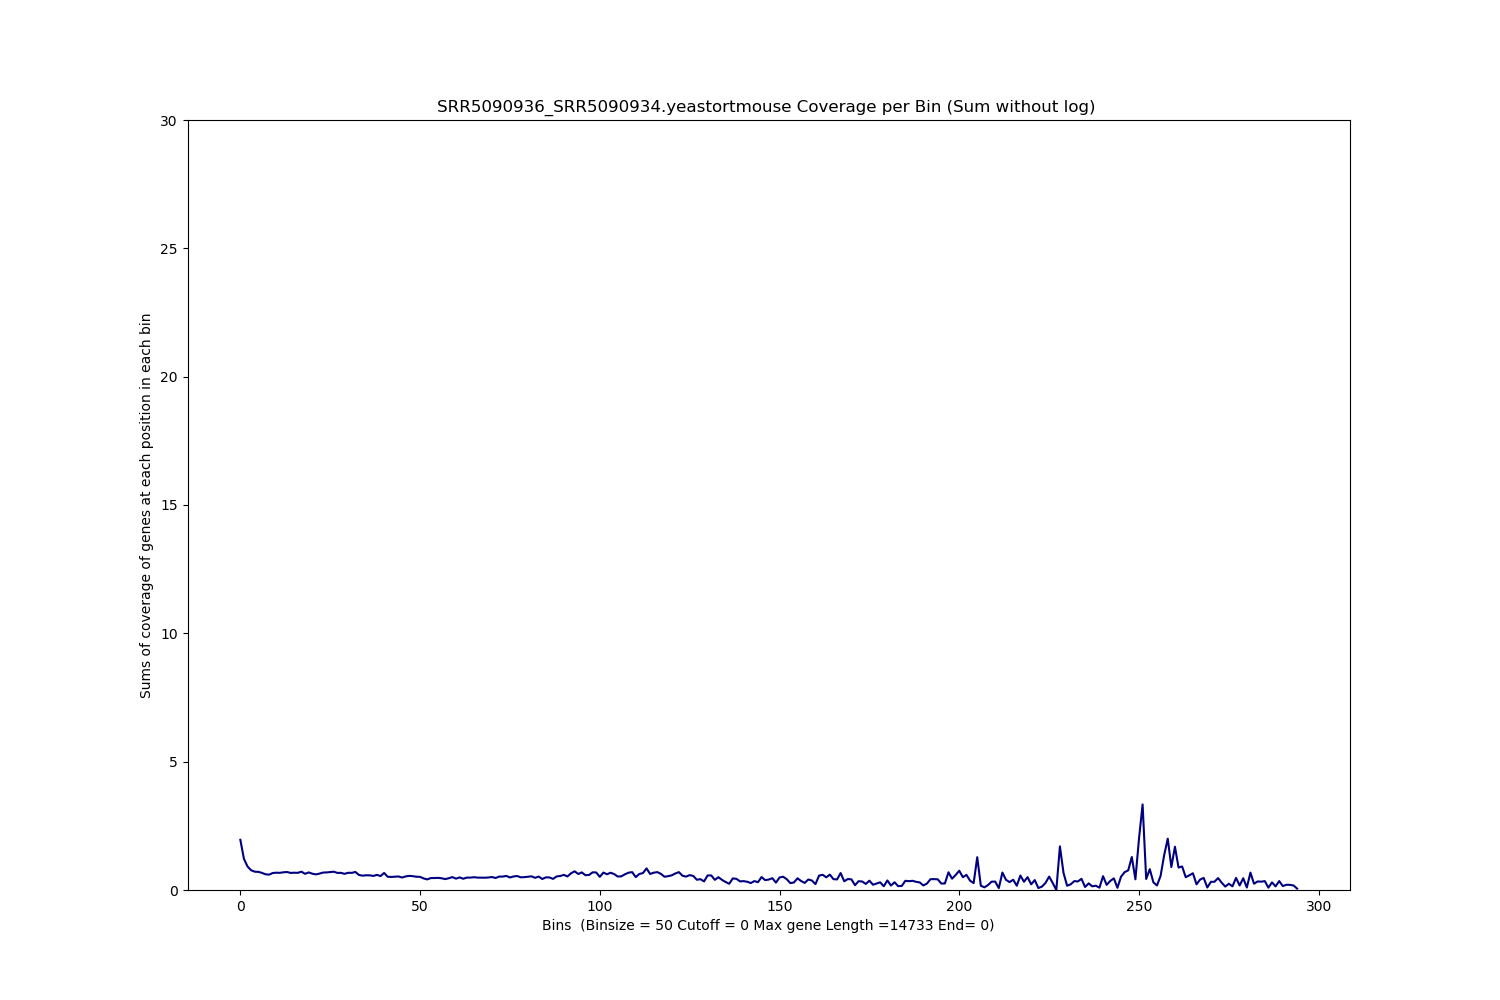 SRR5090936_SRR5090934.yeastortmouse Coverage per Bin (Sum without log)
30
25
20
15
10
5
0
Sums of coverage of genes at each position in each bin
0 50 100 150 200 250 300
Bins  (Binsize = 50 Cutoff = 0 Max gene Length =14733 End= 0)